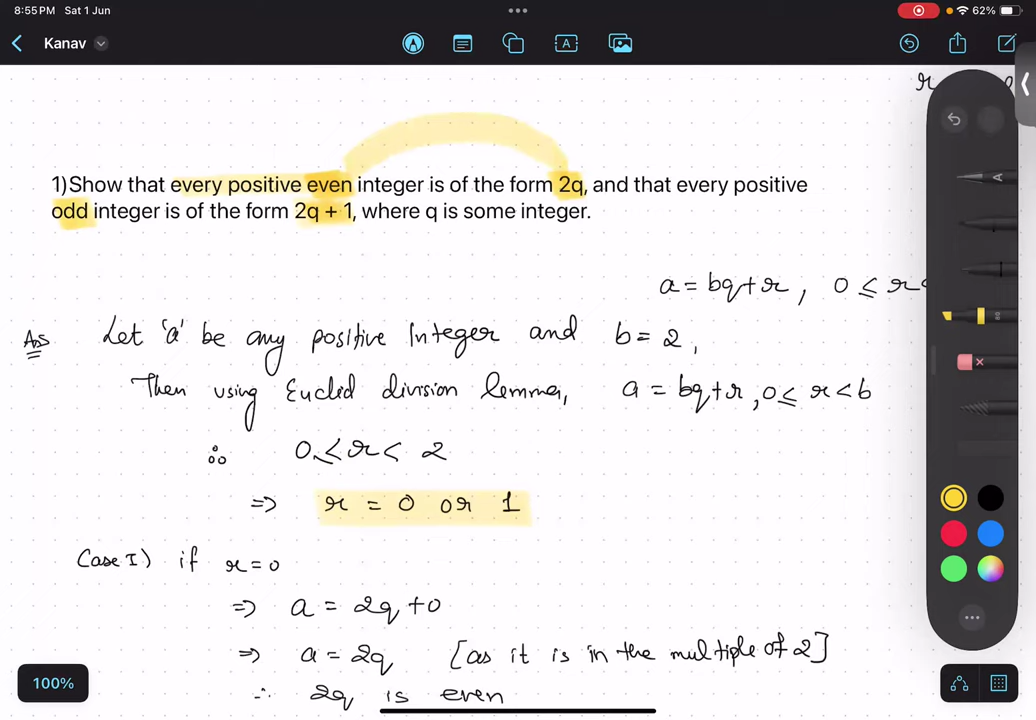 8:55 PM Sat 1 Jun
62%
Kanav
A
1)Show that every positive even integer is of the form 2q, and that every positive
odd integer is of the form 2q + 1, where q is some integer.
a = bq + r , 0 ≤ r <
Ans Let 'a' be any positive Integer and b = 2,
Then using Euclid division lemma, a = bq + r , 0 ≤ r < b
∴ 0 ≤ r < 2
⇒ r = 0 or 1
Case I) if r = 0
⇒ a = 2q + 0
⇒ a = 2q [as it is in the multiple of 2]
∴ 2q is even
100%